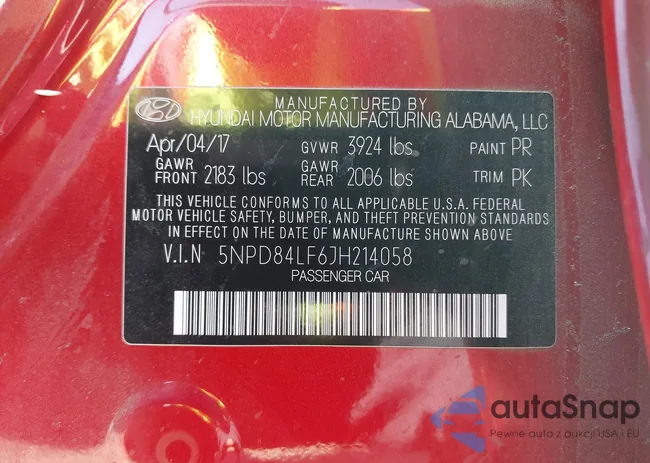 MANUFACTURED BY
HYUNDAI MOTOR MANUFACTURING ALABAMA, LLC
Apr/04/17 GVWR 3924 lbs PAINT PR
GAWR FRONT 2183 lbs GAWR REAR 2006 lbs TRIM PK
THIS VEHICLE CONFORMS TO ALL APPLICABLE U.S.A. FEDERAL
MOTOR VEHICLE SAFETY, BUMPER, AND THEFT PREVENTION STANDARDS
IN EFFECT ON THE DATE OF MANUFACTURE SHOWN ABOVE
V.I.N 5NPD84LF6JH214058
PASSENGER CAR
autaSnap
Pewne auto z aukcji USA i EU